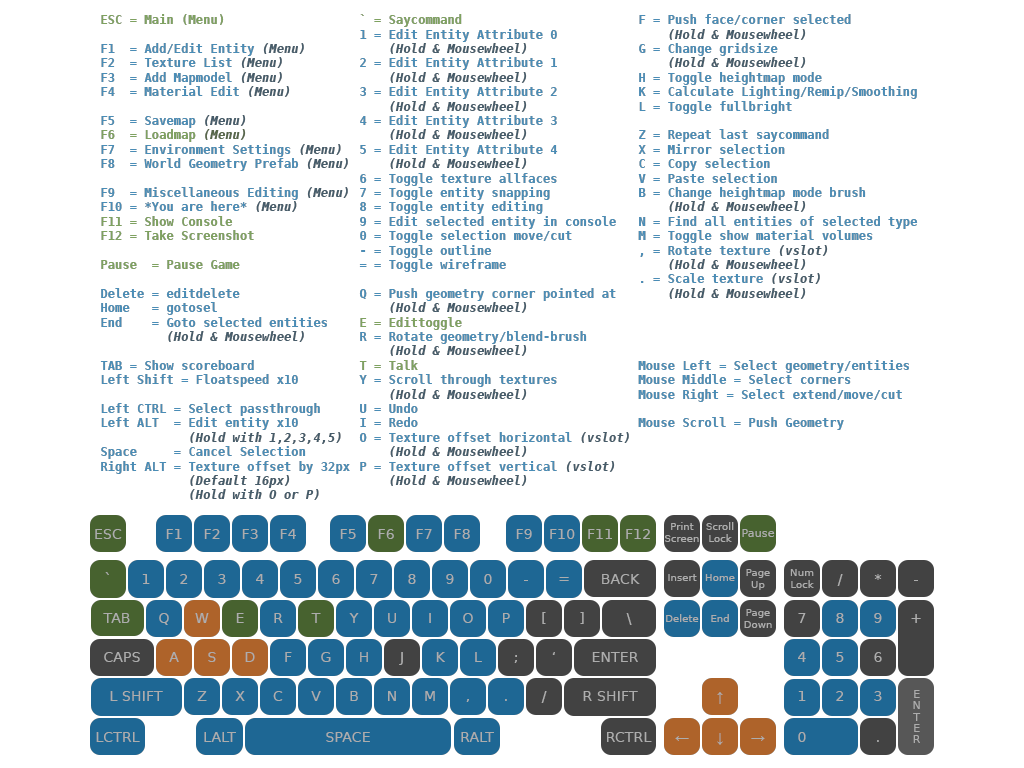 ESC = Main (Menu)
F1  = Add/Edit Entity (Menu)
F2  = Texture List (Menu)
F3  = Add Mapmodel (Menu)
F4  = Material Edit (Menu)
F5  = Savemap (Menu)
F6  = Loadmap (Menu)
F7  = Environment Settings (Menu)
F8  = World Geometry Prefab (Menu)
F9  = Miscellaneous Editing (Menu)
F10 = *You are here* (Menu)
F11 = Show Console
F12 = Take Screenshot
Pause  = Pause Game
Delete = editdelete
Home   = gotosel
End    = Goto selected entities
(Hold & Mousewheel)
TAB = Show scoreboard
Left Shift = Floatspeed x10
Left CTRL = Select passthrough
Left ALT  = Edit entity x10
(Hold with 1,2,3,4,5)
Space     = Cancel Selection
Right ALT = Texture offset by 32px
(Default 16px)
(Hold with O or P)
` = Saycommand
1 = Edit Entity Attribute 0
(Hold & Mousewheel)
2 = Edit Entity Attribute 1
(Hold & Mousewheel)
3 = Edit Entity Attribute 2
(Hold & Mousewheel)
4 = Edit Entity Attribute 3
(Hold & Mousewheel)
5 = Edit Entity Attribute 4
(Hold & Mousewheel)
6 = Toggle texture allfaces
7 = Toggle entity snapping
8 = Toggle entity editing
9 = Edit selected entity in console
0 = Toggle selection move/cut
- = Toggle outline
= = Toggle wireframe
Q = Push geometry corner pointed at
(Hold & Mousewheel)
E = Edittoggle
R = Rotate geometry/blend-brush
(Hold & Mousewheel)
T = Talk
Y = Scroll through textures
(Hold & Mousewheel)
U = Undo
I = Redo
O = Texture offset horizontal (vslot)
(Hold & Mousewheel)
P = Texture offset vertical (vslot)
(Hold & Mousewheel)
F = Push face/corner selected
(Hold & Mousewheel)
G = Change gridsize
(Hold & Mousewheel)
H = Toggle heightmap mode
K = Calculate Lighting/Remip/Smoothing
L = Toggle fullbright
Z = Repeat last saycommand
X = Mirror selection
C = Copy selection
V = Paste selection
B = Change heightmap mode brush
(Hold & Mousewheel)
N = Find all entities of selected type
M = Toggle show material volumes
, = Rotate texture (vslot)
(Hold & Mousewheel)
. = Scale texture (vslot)
(Hold & Mousewheel)
Mouse Left = Select geometry/entities
Mouse Middle = Select corners
Mouse Right = Select extend/move/cut
Mouse Scroll = Push Geometry
ESC F1 F2 F3 F4 F5 F6 F7 F8 F9 F10 F11 F12 Print Screen Scroll Lock Pause
` 1 2 3 4 5 6 7 8 9 0 - = BACK Insert Home Page Up Num Lock / * -
TAB Q W E R T Y U I O P [ ] \ Delete End Page Down 7 8 9 +
CAPS A S D F G H J K L ; ‘ ENTER 4 5 6
L SHIFT Z X C V B N M , . / R SHIFT ↑ 1 2 3 ENTER
LCTRL LALT SPACE RALT RCTRL ← ↓ → 0 .